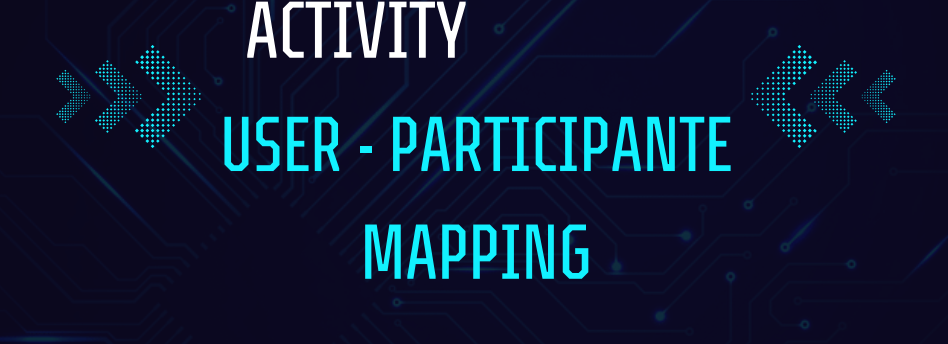 ACTIVITY
USER - PARTICIPANTE
MAPPING